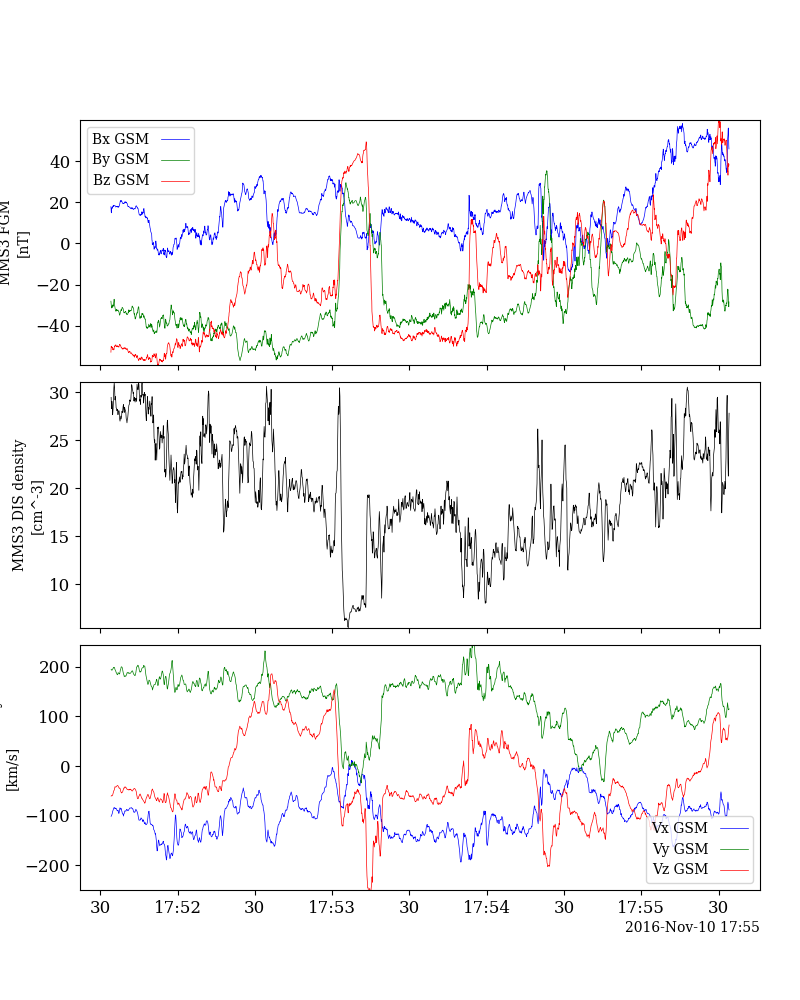 Bx GSM
By GSM
Bz GSM
40
20
0
−20
−40
MMS3 FGM
[nT]
30
25
20
15
10
MMS3 DIS density
[cm^-3]
200
100
0
−100
−200
[km/s]
Vx GSM
Vy GSM
Vz GSM
30
17:52
30
17:53
30
17:54
30
17:55
30
2016-Nov-10 17:55